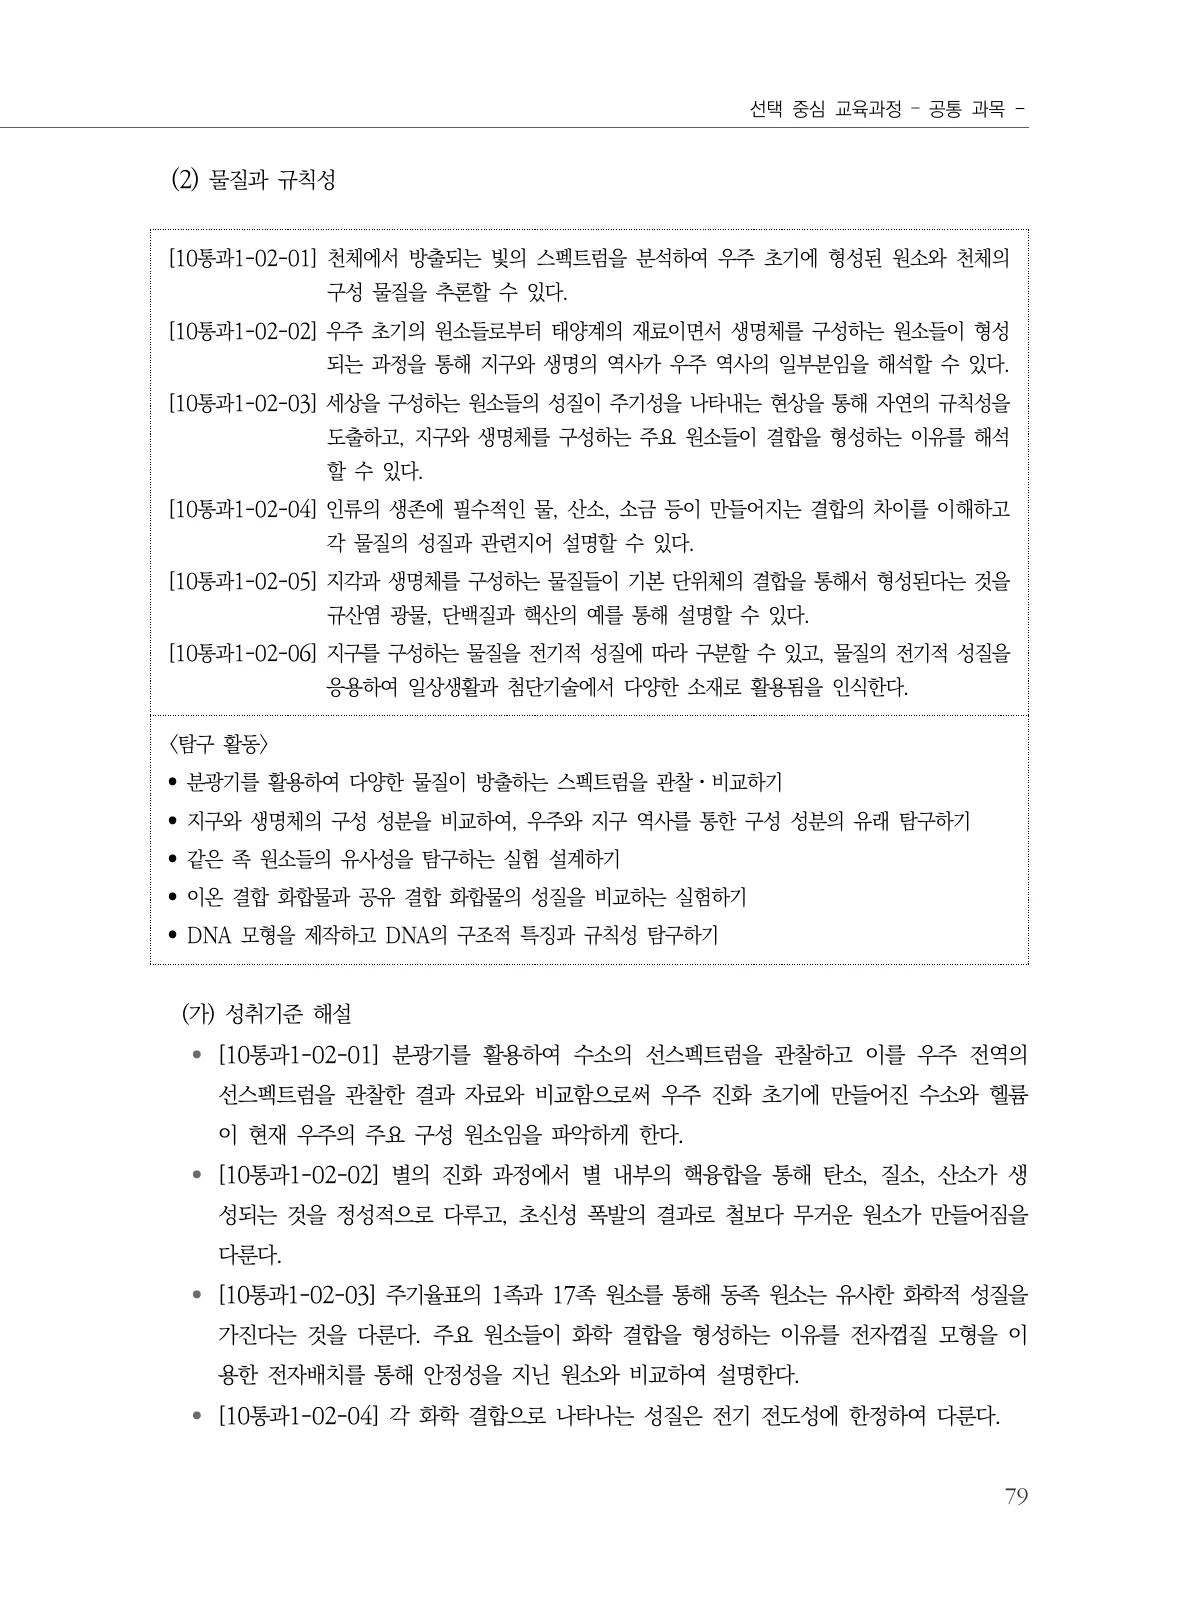 선택 중심 교육과정 - 공통 과목 -
(2) 물질과 규칙성
[10통과1-02-01] 천체에서 방출되는 빛의 스펙트럼을 분석하여 우주 초기에 형성된 원소와 천체의
구성 물질을 추론할 수 있다.
[10통과1-02-02] 우주 초기의 원소들로부터 태양계의 재료이면서 생명체를 구성하는 원소들이 형성
되는 과정을 통해 지구와 생명의 역사가 우주 역사의 일부분임을 해석할 수 있다.
[10통과1-02-03] 세상을 구성하는 원소들의 성질이 주기성을 나타내는 현상을 통해 자연의 규칙성을
도출하고, 지구와 생명체를 구성하는 주요 원소들이 결합을 형성하는 이유를 해석
할 수 있다.
[10통과1-02-04] 인류의 생존에 필수적인 물, 산소, 소금 등이 만들어지는 결합의 차이를 이해하고
각 물질의 성질과 관련지어 설명할 수 있다.
[10통과1-02-05] 지각과 생명체를 구성하는 물질들이 기본 단위체의 결합을 통해서 형성된다는 것을
규산염 광물, 단백질과 핵산의 예를 통해 설명할 수 있다.
[10통과1-02-06] 지구를 구성하는 물질을 전기적 성질에 따라 구분할 수 있고, 물질의 전기적 성질을
응용하여 일상생활과 첨단기술에서 다양한 소재로 활용됨을 인식한다.
〈탐구 활동〉
• 분광기를 활용하여 다양한 물질이 방출하는 스펙트럼을 관찰·비교하기
• 지구와 생명체의 구성 성분을 비교하여, 우주와 지구 역사를 통한 구성 성분의 유래 탐구하기
• 같은 족 원소들의 유사성을 탐구하는 실험 설계하기
• 이온 결합 화합물과 공유 결합 화합물의 성질을 비교하는 실험하기
• DNA 모형을 제작하고 DNA의 구조적 특징과 규칙성 탐구하기
(가) 성취기준 해설
• [10통과1-02-01] 분광기를 활용하여 수소의 선스펙트럼을 관찰하고 이를 우주 전역의
선스펙트럼을 관찰한 결과 자료와 비교함으로써 우주 진화 초기에 만들어진 수소와 헬륨
이 현재 우주의 주요 구성 원소임을 파악하게 한다.
• [10통과1-02-02] 별의 진화 과정에서 별 내부의 핵융합을 통해 탄소, 질소, 산소가 생
성되는 것을 정성적으로 다루고, 초신성 폭발의 결과로 철보다 무거운 원소가 만들어짐을
다룬다.
• [10통과1-02-03] 주기율표의 1족과 17족 원소를 통해 동족 원소는 유사한 화학적 성질을
가진다는 것을 다룬다. 주요 원소들이 화학 결합을 형성하는 이유를 전자껍질 모형을 이
용한 전자배치를 통해 안정성을 지닌 원소와 비교하여 설명한다.
• [10통과1-02-04] 각 화학 결합으로 나타나는 성질은 전기 전도성에 한정하여 다룬다.
79